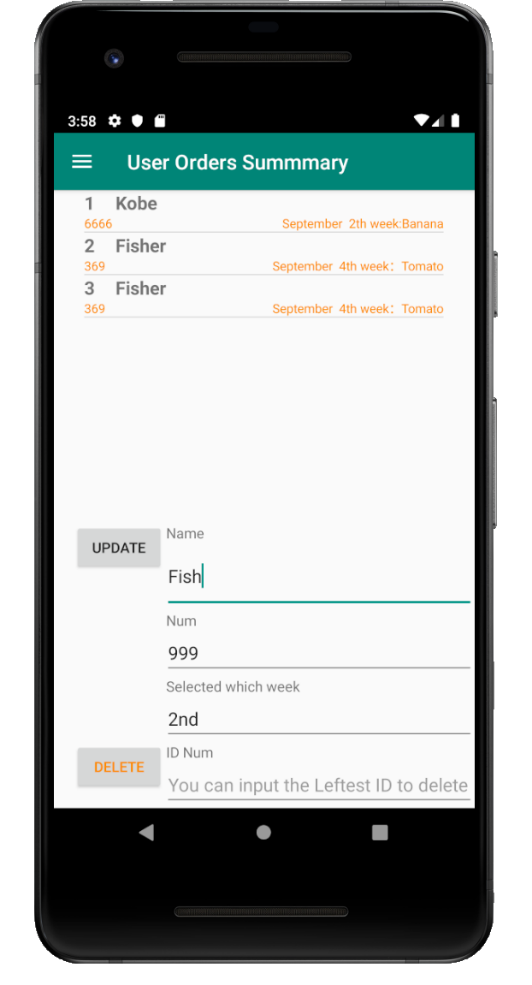 3:58
User Orders Summmary
1 Kobe
6666 September 2th week:Banana
2 Fisher
369 September 4th week： Tomato
3 Fisher
369 September 4th week： Tomato
Name
UPDATE
Fish
Num
999
Selected which week
2nd
ID Num
DELETE
You can input the Leftest ID to delete